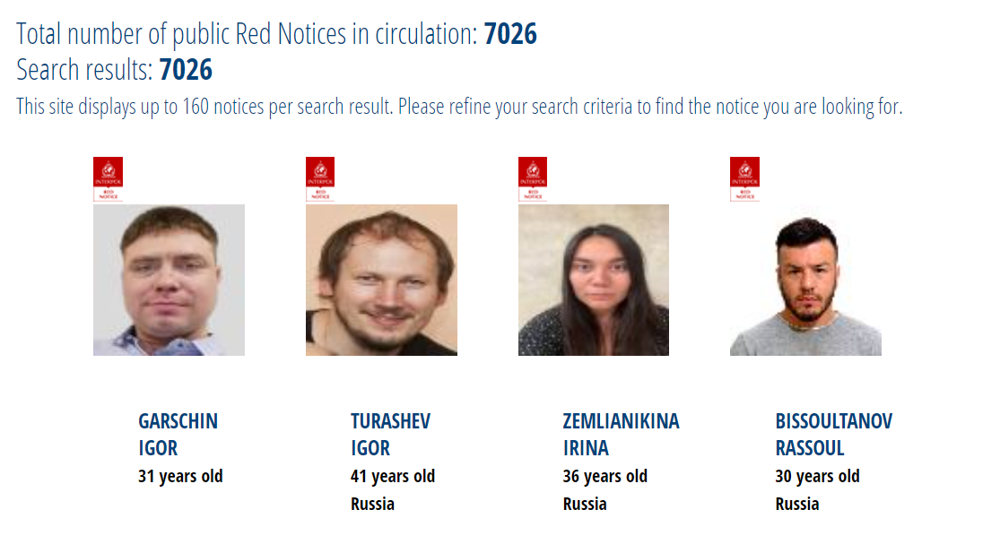 Total number of public Red Notices in circulation: 7026
Search results: 7026
This site displays up to 160 notices per search result. Please refine your search criteria to find the notice you are looking for.
INTERPOL
RED
NOTICE
INTERPOL
RED
NOTICE
INTERPOL
RED
NOTICE
INTERPOL
RED
NOTICE
GARSCHIN
IGOR
31 years old
TURASHEV
IGOR
41 years old
Russia
ZEMLIANIKINA
IRINA
36 years old
Russia
BISSOULTANOV
RASSOUL
30 years old
Russia